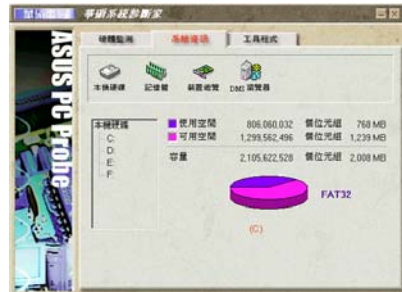 華碩系統診斷家
ASUS PC Probe
硬體監測 系統資訊 工具程式
本機硬碟 記憶體 裝置總覽 DMI 瀏覽器
本機硬碟
C:
D:
E:
F:
使用空間 806,060,032 個位元組 768 MB
可用空間 1,299,562,496 個位元組 1,239 MB
容量 2,105,622,528 個位元組 2,008 MB
FAT32
(C:)